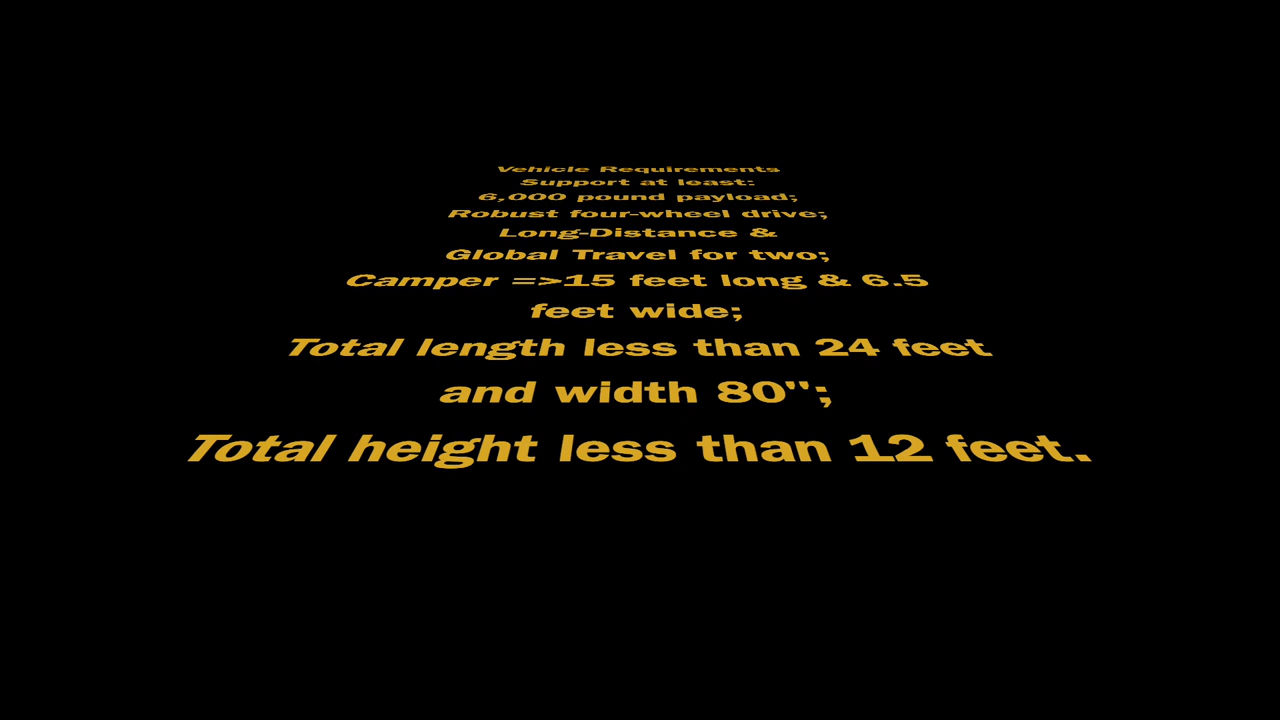 Vehicle Requirements
Support at least:
6,000 pound payload;
Robust four-wheel drive;
Long-Distance &
Global Travel for two;
Camper =>15 feet long & 6.5
feet wide;
Total length less than 24 feet
and width 80";
Total height less than 12 feet.